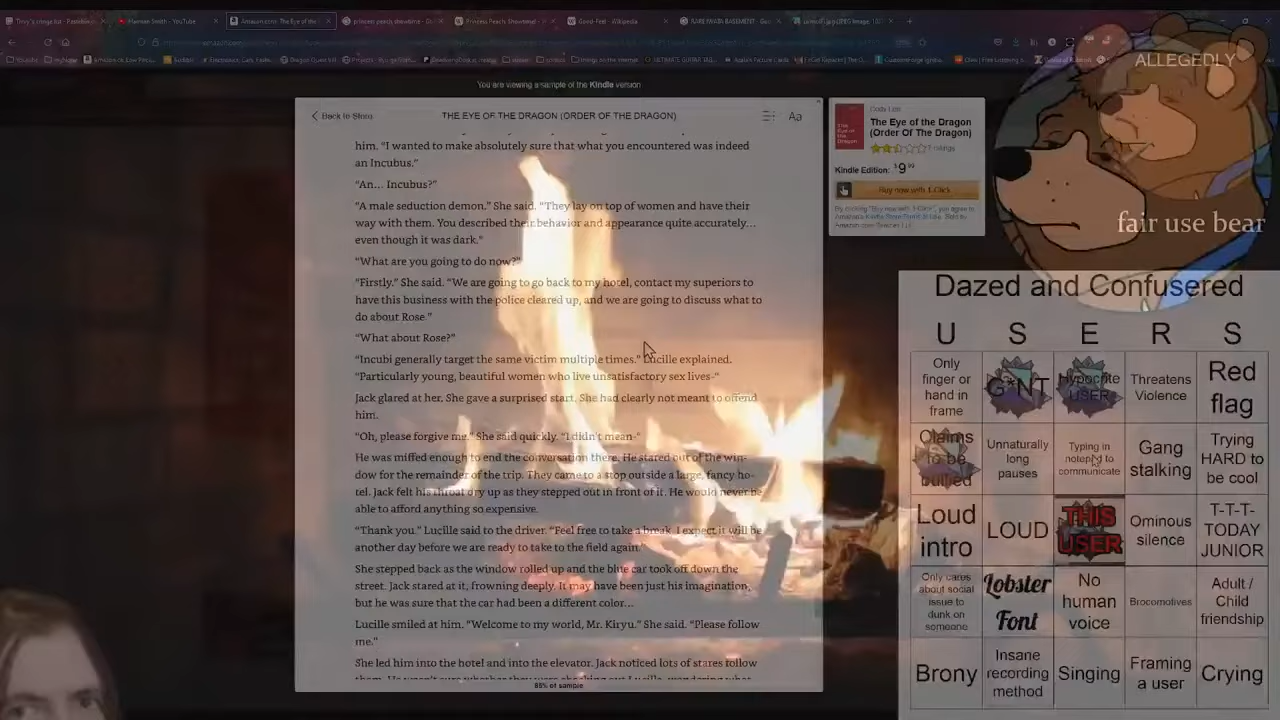 You are viewing a sample of the Kindle version
Back to Store
THE EYE OF THE DRAGON (ORDER OF THE DRAGON)
Aa
him. “I wanted to make absolutely sure that what you encountered was indeed
an Incubus.”
“An… Incubus?”
“A male seduction demon.” She said. “They lay on top of women and have their
way with them. You described their behavior and appearance quite accurately…
even though it was dark.”
“What are you going to do now?”
“Firstly.” She said. “We are going to go back to my hotel, contact my superiors to
have this business with the police cleared up, and we are going to discuss what to
do about Rose.”
“What about Rose?”
“Incubi generally target the same victim multiple times.” Lucille explained.
“Particularly young, beautiful women who live unsatisfactory sex lives-”
Jack glared at her. She gave a surprised start. She had clearly not meant to offend
him.
“Oh, please forgive me.” She said quickly. “I didn’t mean-”
He was miffed enough to end the conversation there. He stared out of the win-
dow for the remainder of the trip. They came to a stop outside a large, fancy ho-
tel. Jack felt his throat dry up as they stepped out in front of it. He would never be
able to afford anything so expensive.
“Thank you.” Lucille said to the driver. “Feel free to take a break. I expect it will be
another day before we are ready to take to the field again.”
She stepped back as the window rolled up and the blue car took off down the
street. Jack stared at it, frowning deeply. It may have been just his imagination,
but he was sure that the car had been a different color…
Lucille smiled at him. “Welcome to my world, Mr. Kiryu.” She said. “Please follow
me.”
She led him into the hotel and into the elevator. Jack noticed lots of stares follow
88% of sample
The Eye of the Dragon
(Order Of The Dragon)
7 ratings
Kindle Edition: $9.99
Buy now with 1-Click
ALLEGEDLY
fair use bear
Dazed and Confusered
U S E R S
Only finger or hand in frame
G*NT
Hypocrite USER
Threatens Violence
Red flag
Claims to be bullied
Unnaturally long pauses
Typing in notepad to communicate
Gang stalking
Trying HARD to be cool
Loud intro
LOUD
THIS USER
Ominous silence
T-T-T-TODAY JUNIOR
Only cares about social issue to dunk on someone
Lobster Font
No human voice
Brocomotives
Adult / Child friendship
Brony
Insane recording method
Singing
Framing a user
Crying